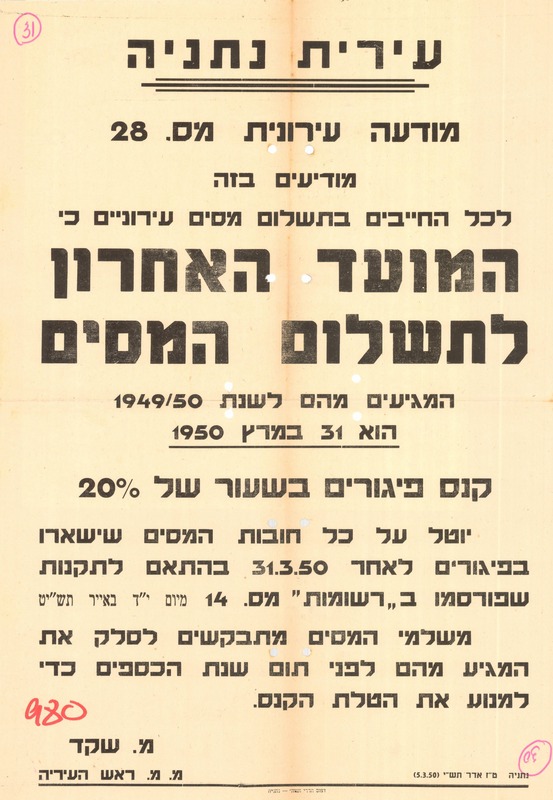 31
עירית נתניה
מודעה עירונית מס. 28
מודיעים בזה
לכל החייבים בתשלום מסים עירוניים כי
המועד האחרון
לתשלום המסים
המגיעים מהם לשנת 1949/50
הוא 31 במרץ 1950
קנס פיגורים בשעור של 20%
יוטל על כל חובות המסים שישארו
בפיגורים לאחר 31.3.50 בהתאם לתקנות
שפורסמו ב„רשומות" מס. 14 מיום י"ד באייר תש"ט
משלמי המסים מתבקשים לסלק את
המגיע מהם לפני תום שנת הכספים כדי
למנוע את הטלת הקנס.
980
מ. שקד
מ. מ. ראש העיריה
נתניה ט"ז אדר תש"י (5.3.50)